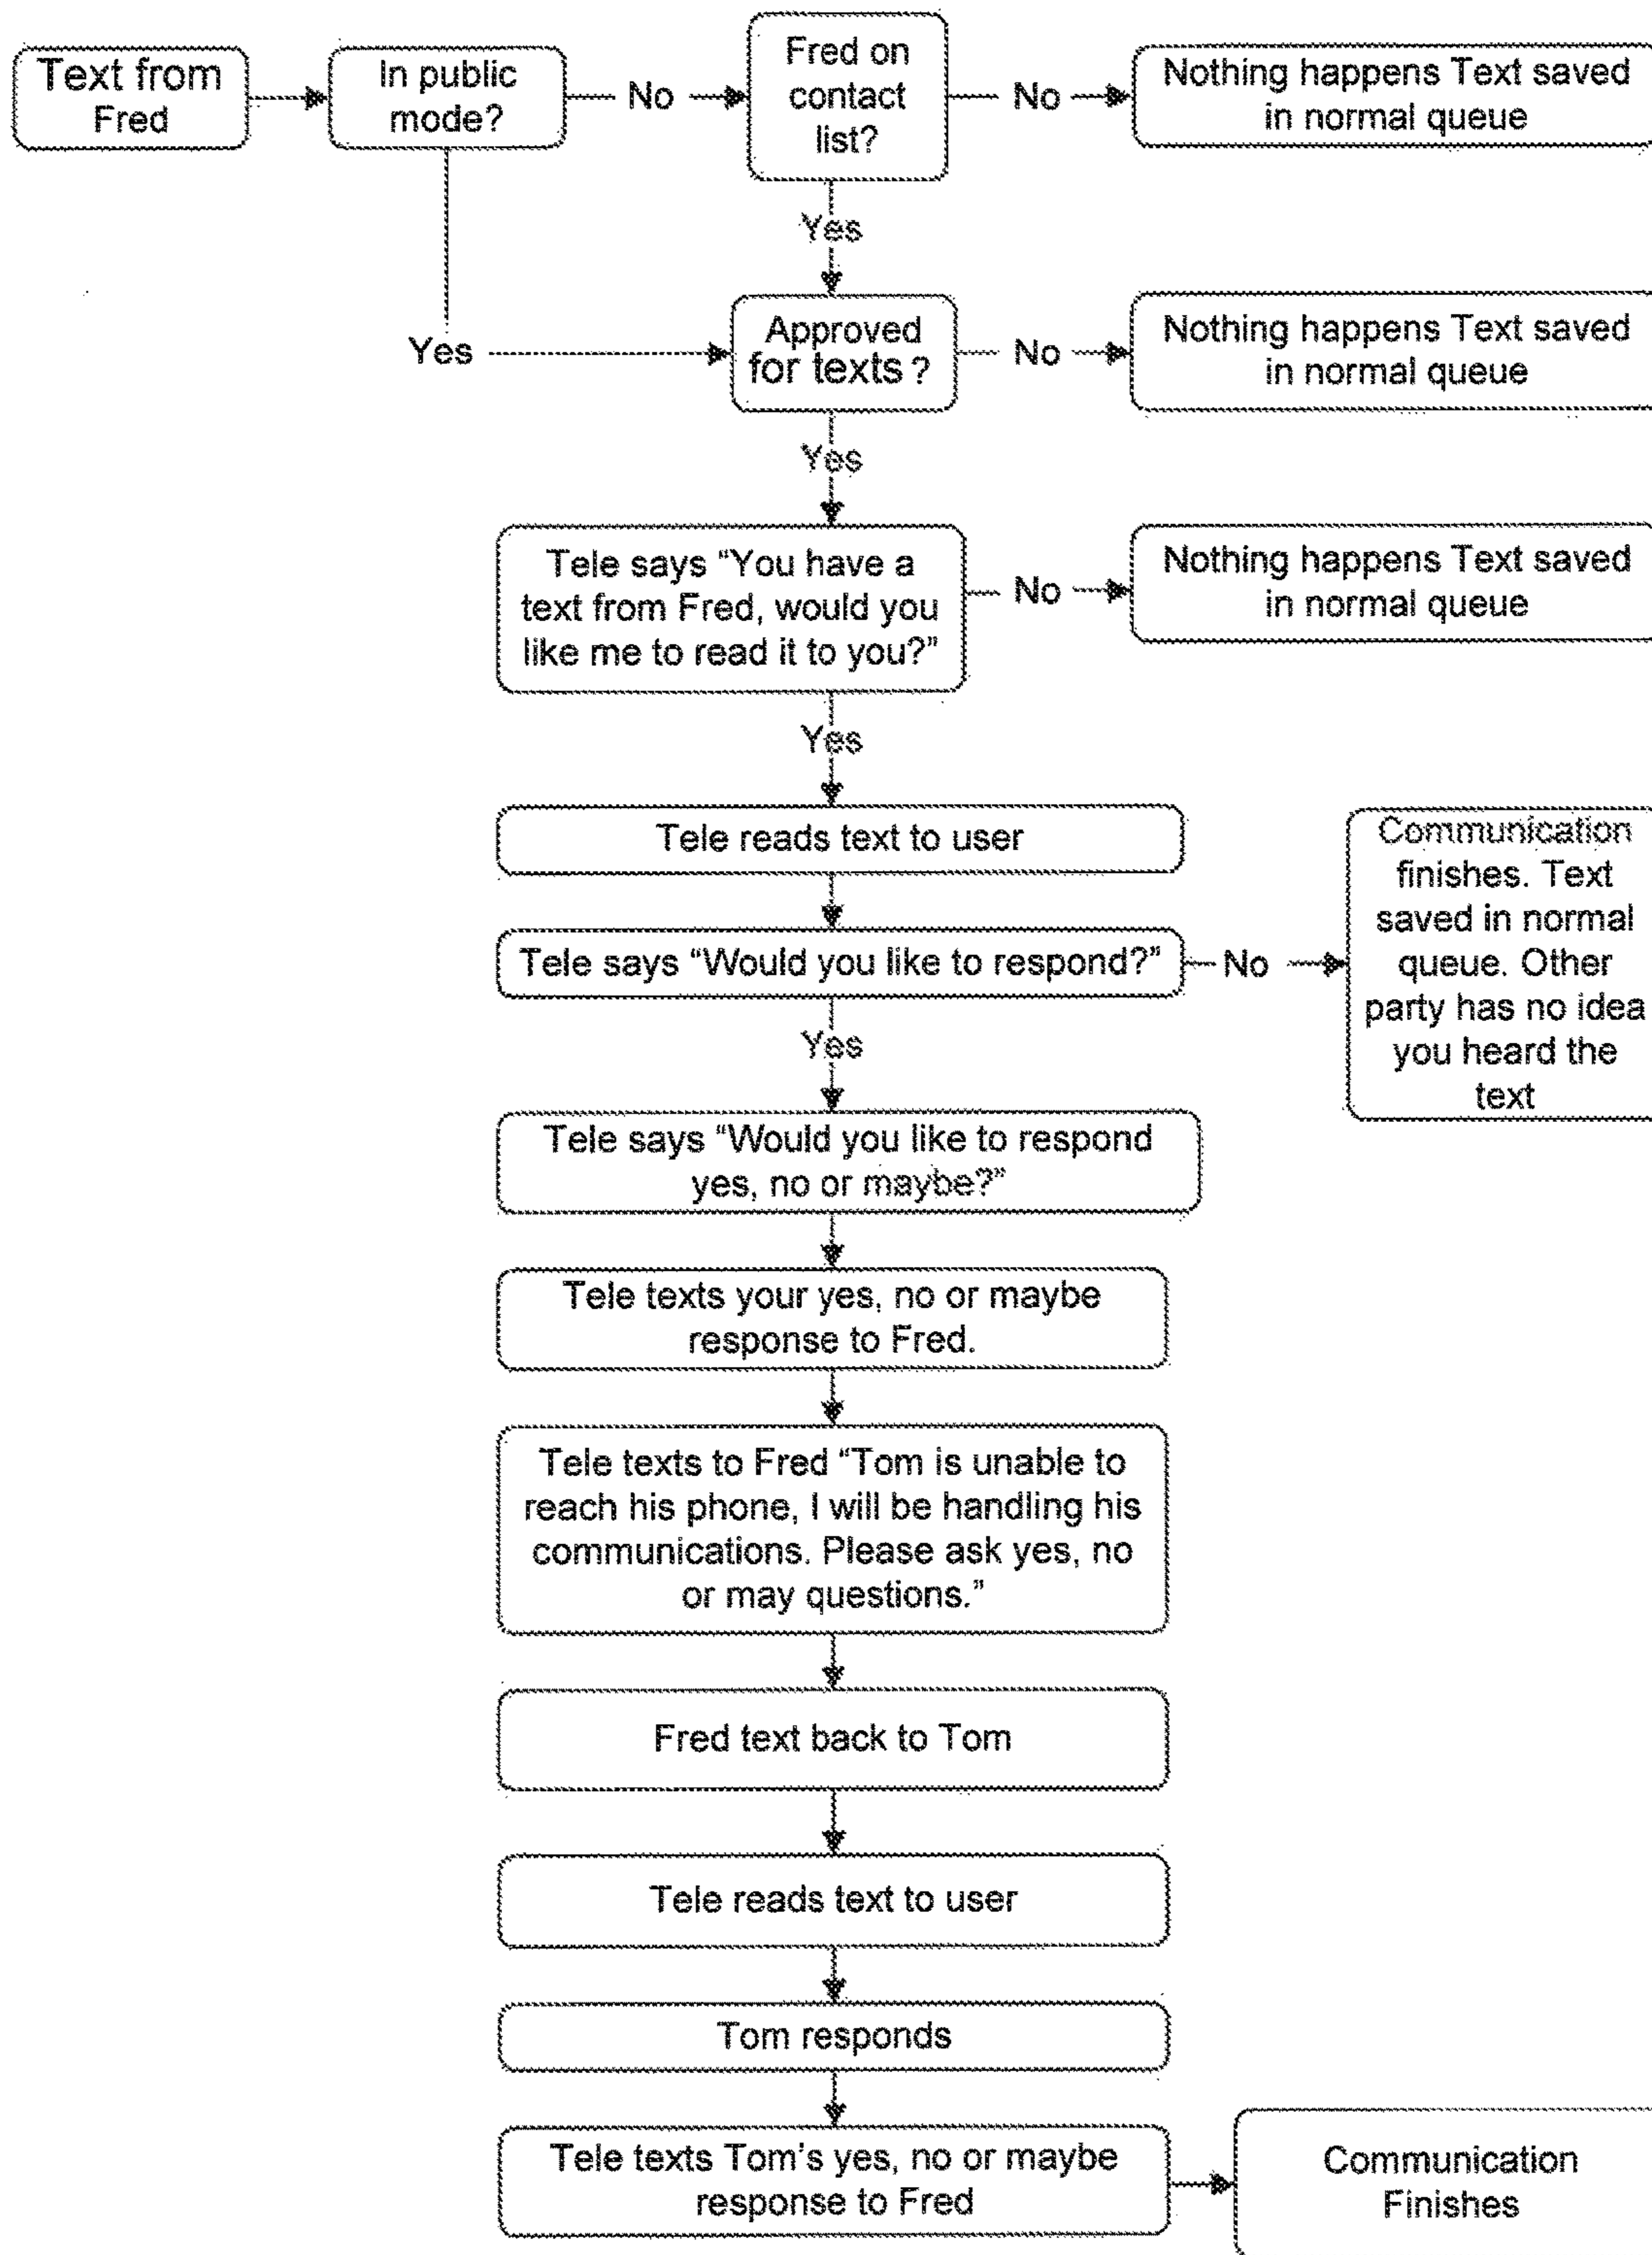 Text from
Fred
In public
mode?
No
Fred on
contact
list?
No
Nothing happens Text saved
in normal queue
Yes
Yes
Approved
for texts ?
No
Nothing happens Text saved
in normal queue
Yes
Tele says “You have a
text from Fred, would you
like me to read it to you?”
No
Nothing happens Text saved
in normal queue
Yes
Tele reads text to user
Tele says “Would you like to respond?”
No
Communication
finishes. Text
saved in normal
queue. Other
party has no idea
you heard the
text
Yes
Tele says “Would you like to respond
yes, no or maybe?”
Tele texts your yes, no or maybe
response to Fred.
Tele texts to Fred “Tom is unable to
reach his phone, I will be handling his
communications. Please ask yes, no
or may questions.”
Fred text back to Tom
Tele reads text to user
Tom responds
Tele texts Tom's yes, no or maybe
response to Fred
Communication
Finishes